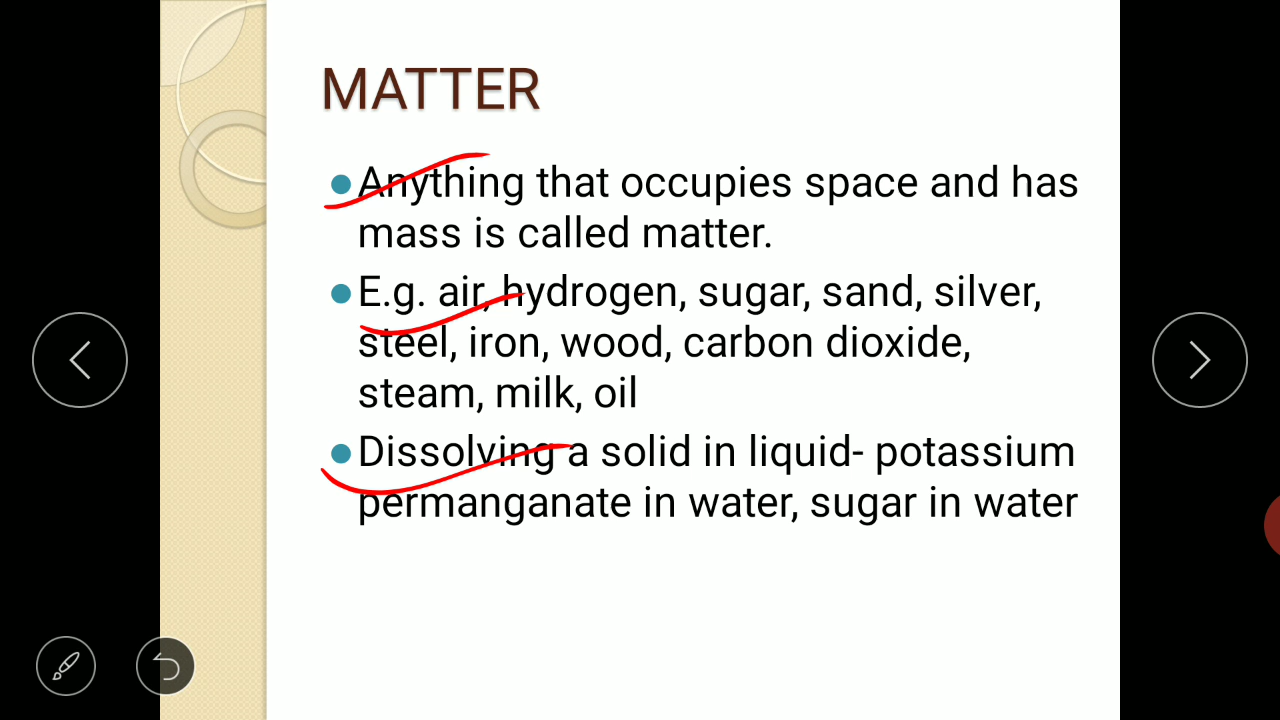 MATTER
Anything that occupies space and has
mass is called matter.
E.g. air, hydrogen, sugar, sand, silver,
steel, iron, wood, carbon dioxide,
steam, milk, oil
Dissolving a solid in liquid- potassium
permanganate in water, sugar in water